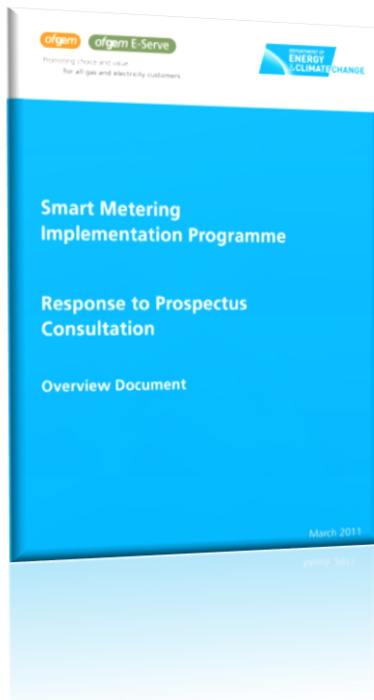 ofgem ofgem E-Serve
Promoting choice and value
for all gas and electricity customers
DEPARTMENT OF
ENERGY
&CLIMATE CHANGE
Smart Metering
Implementation Programme
Response to Prospectus
Consultation
Overview Document
March 2011